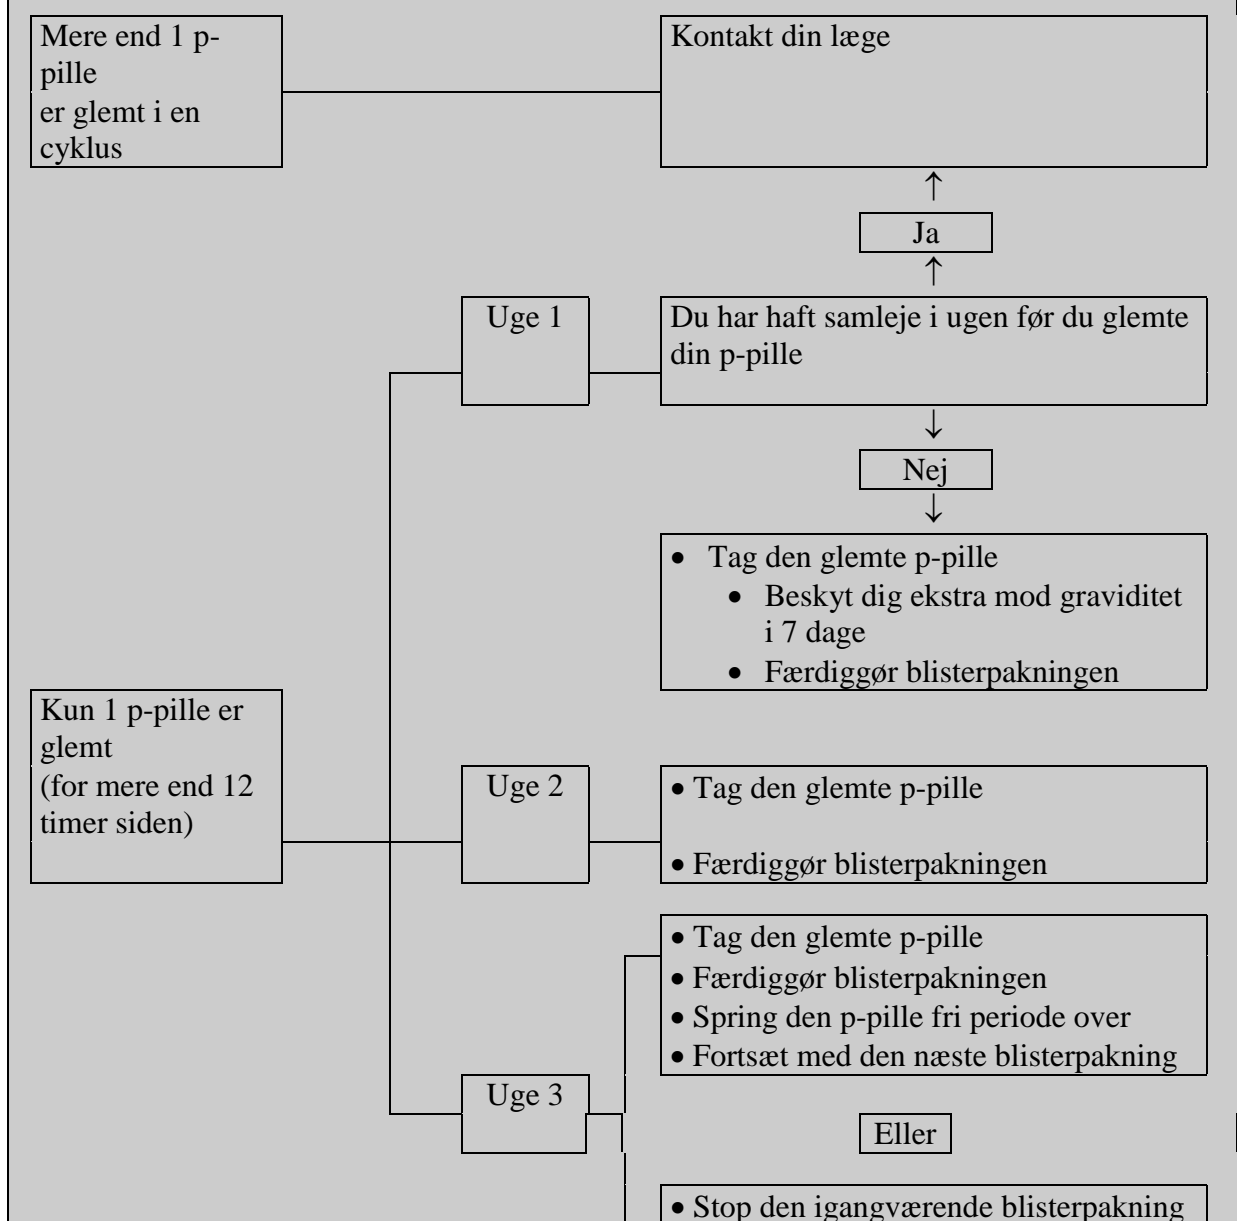 Mere end 1 p-
pille
er glemt i en
cyklus
Kontakt din læge
↑
Ja
↑
Uge 1
Du har haft samleje i ugen før du glemte
din p-pille
↓
Nej
↓
• Tag den glemte p-pille
• Beskyt dig ekstra mod graviditet
i 7 dage
• Færdiggør blisterpakningen
Kun 1 p-pille er
glemt
(for mere end 12
timer siden)
Uge 2
• Tag den glemte p-pille
• Færdiggør blisterpakningen
• Tag den glemte p-pille
• Færdiggør blisterpakningen
• Spring den p-pille fri periode over
• Fortsæt med den næste blisterpakning
Uge 3
Eller
• Stop den igangværende blisterpakning